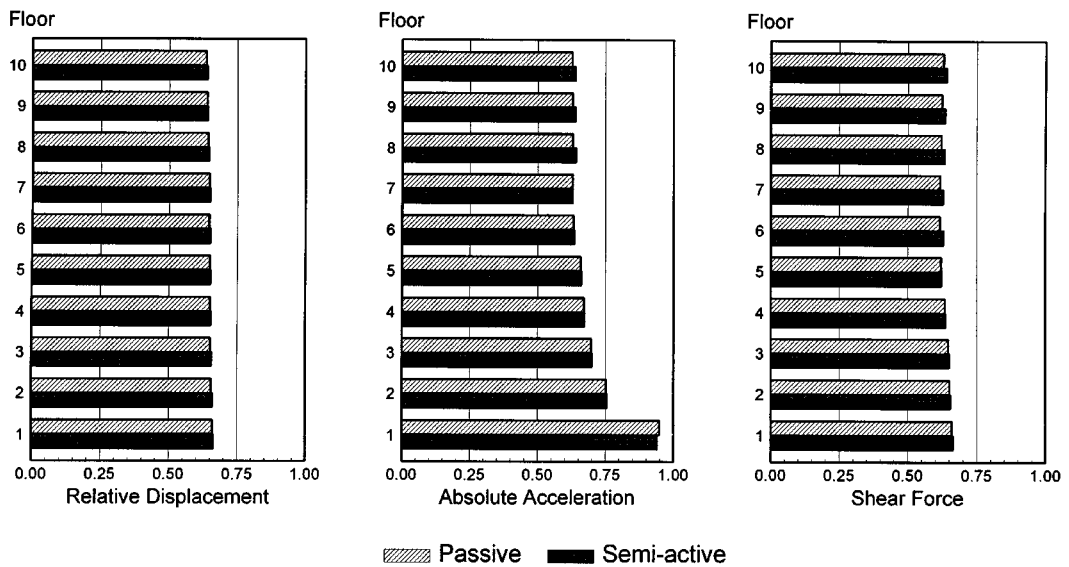 Floor Floor Floor
10 10 10
9 9 9
8 8 8
7 7 7
6 6 6
5 5 5
4 4 4
3 3 3
2 2 2
1 1 1
0.00 0.25 0.50 0.75 1.00 0.00 0.25 0.50 0.75 1.00 0.00 0.25 0.50 0.75 1.00
Relative Displacement Absolute Acceleration Shear Force
Passive Semi-active